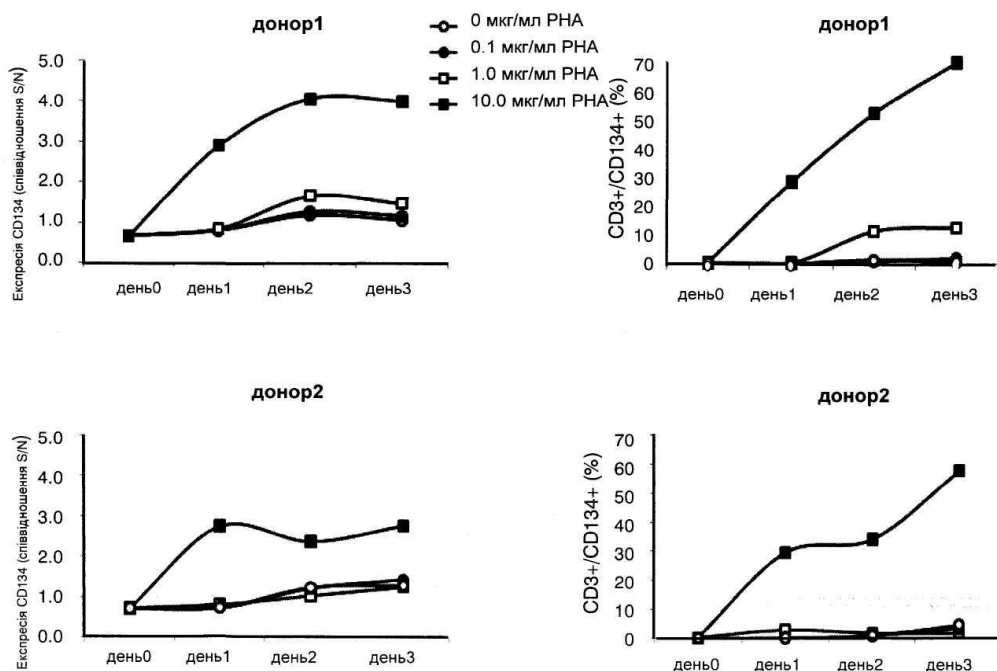 донор1
0 мкг/мл PHA
0.1 мкг/мл PHA
1.0 мкг/мл PHA
10.0 мкг/мл PHA
Експресія CD134 (співвідношення S/N)
5.0
4.0
3.0
2.0
1.0
0.0
день0 день1 день2 день3
донор1
CD3+/CD134+ (%)
70
60
50
40
30
20
10
0
день0 день1 день2 день3
донор2
Експресія CD134 (співвідношення S/N)
5.0
4.0
3.0
2.0
1.0
0.0
день0 день1 день2 день3
донор2
CD3+/CD134+ (%)
70
60
50
40
30
20
10
0
день0 день1 день2 день3